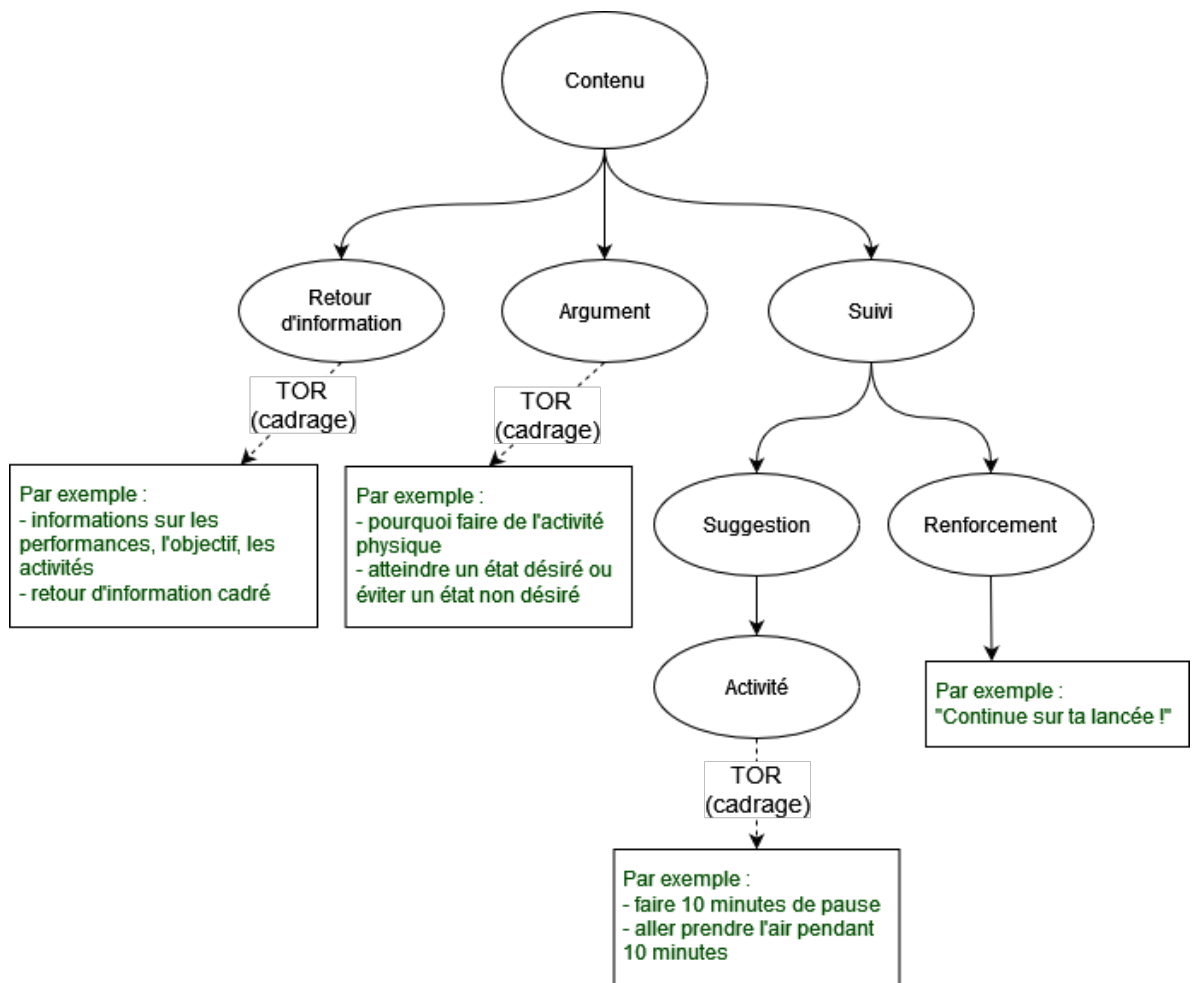 Contenu
Retour
d'information
Argument
Suivi
TOR
(cadrage)
TOR
(cadrage)
Par exemple :
- informations sur les
performances, l'objectif, les
activités
- retour d'information cadré
Par exemple :
- pourquoi faire de l'activité
physique
- atteindre un état désiré ou
éviter un état non désiré
Suggestion
Renforcement
Activité
Par exemple :
"Continue sur ta lancée !"
TOR
(cadrage)
Par exemple :
- faire 10 minutes de pause
- aller prendre l'air pendant
10 minutes